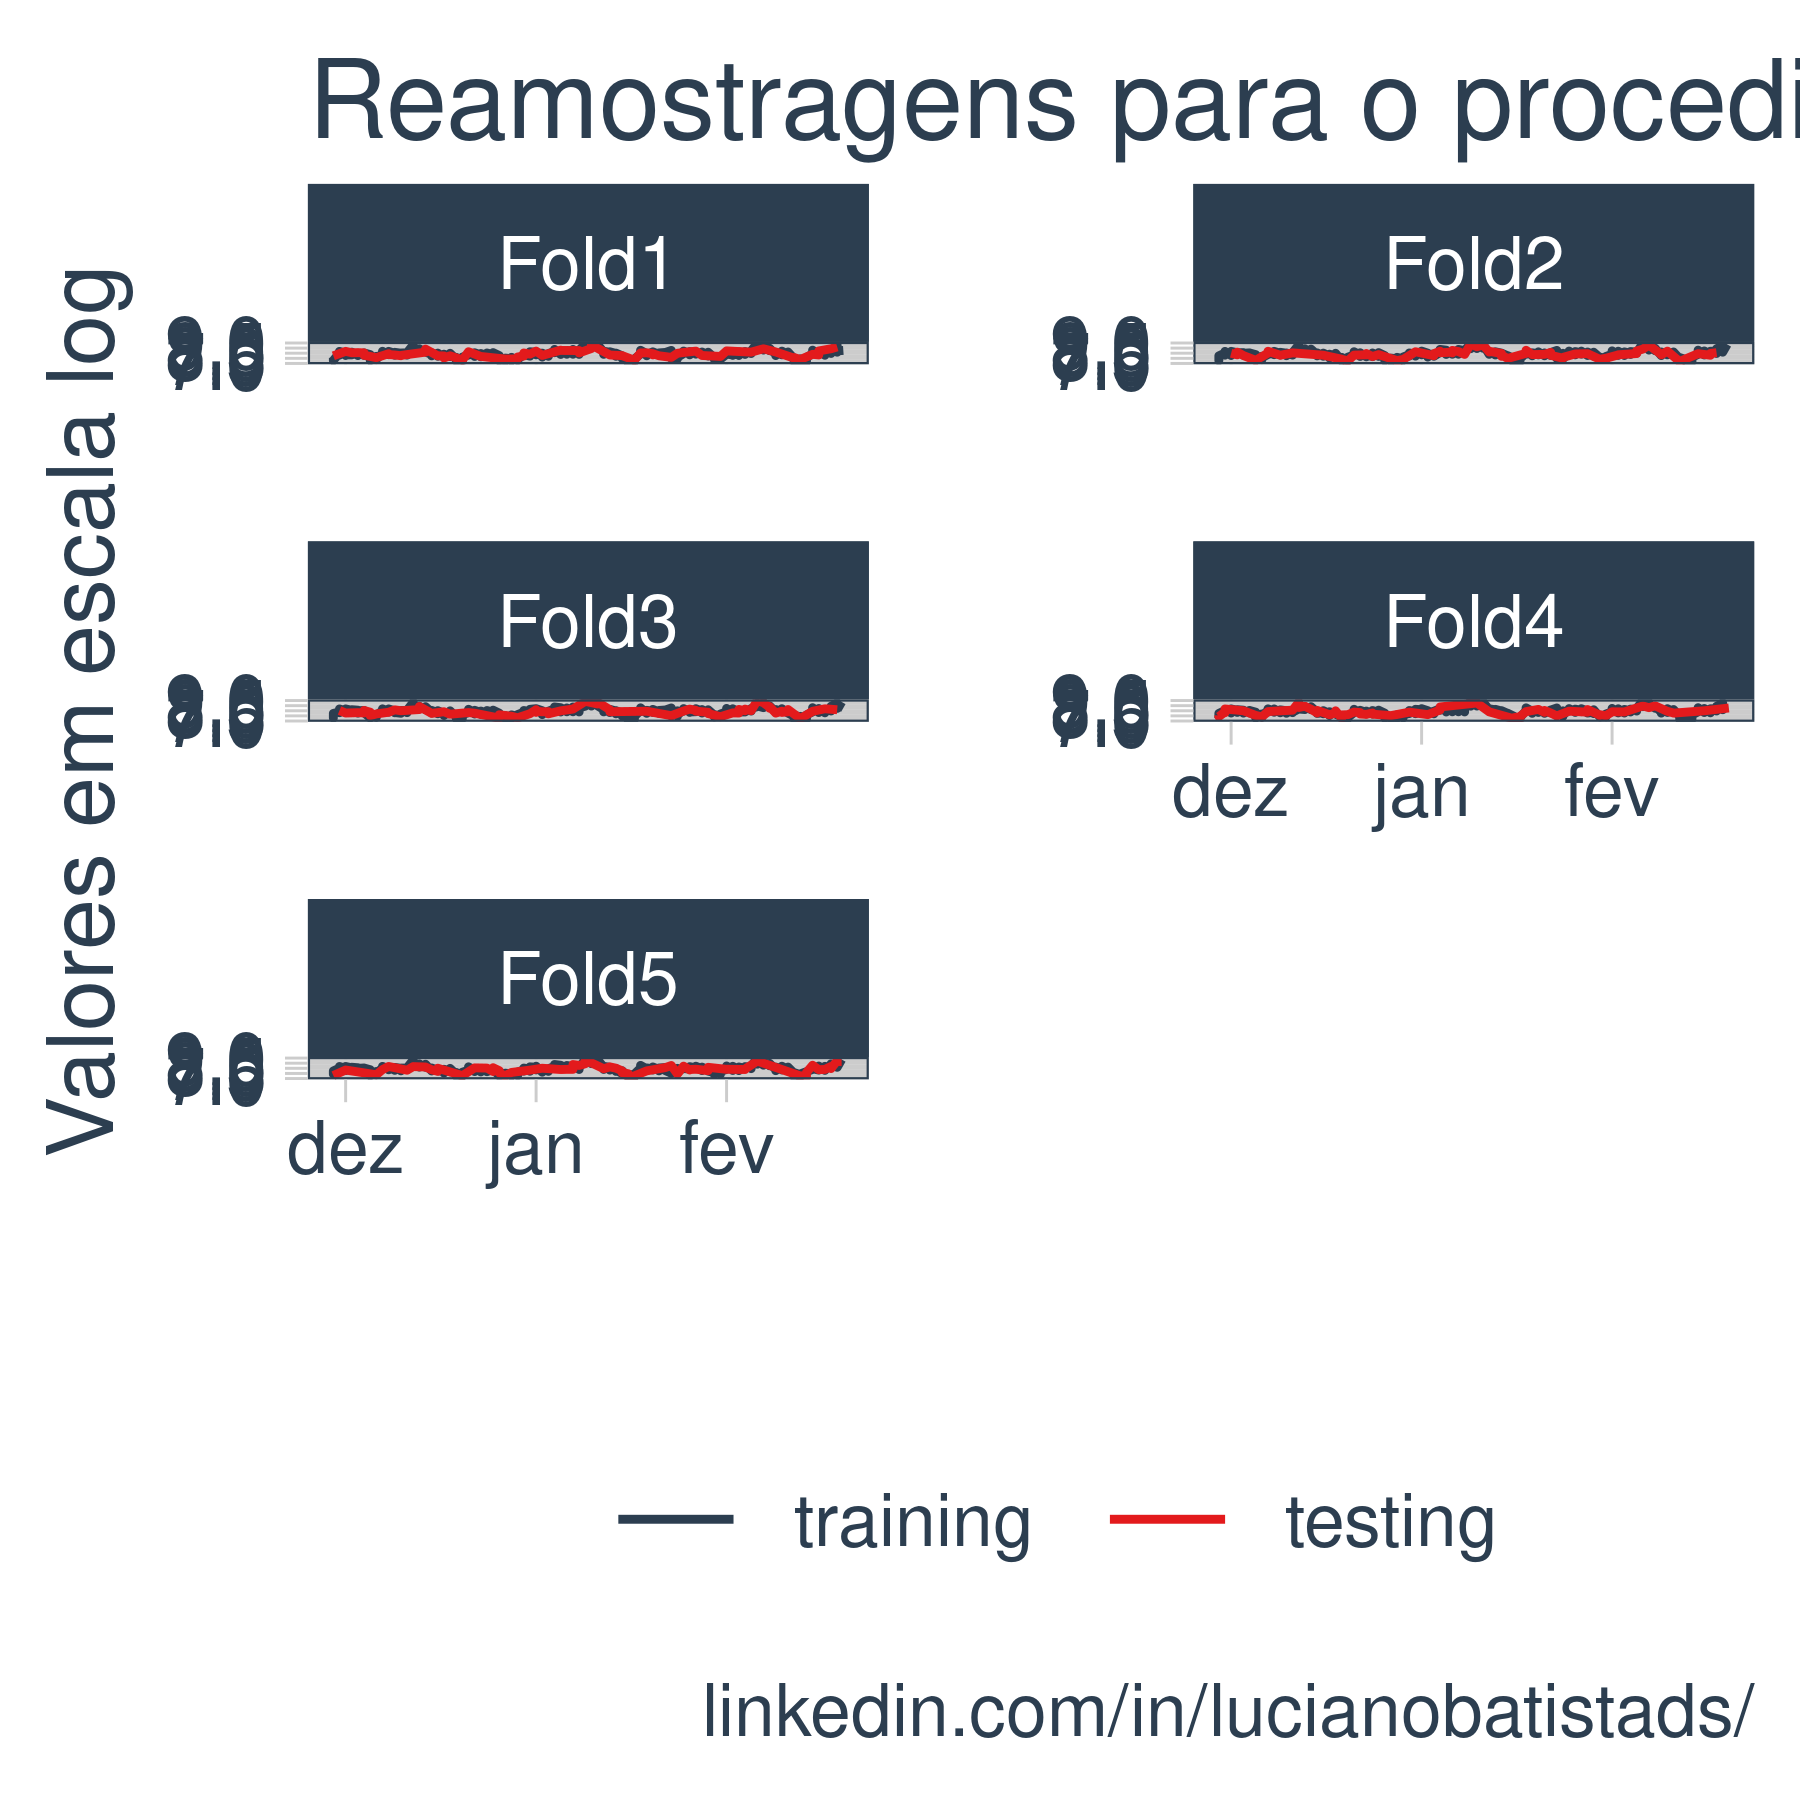 Reamostragens para o procedi
Valores em escala log
Fold1
Fold2
Fold3
Fold4
dez jan fev
Fold5
dez jan fev
training testing
linkedin.com/in/lucianobatistads/